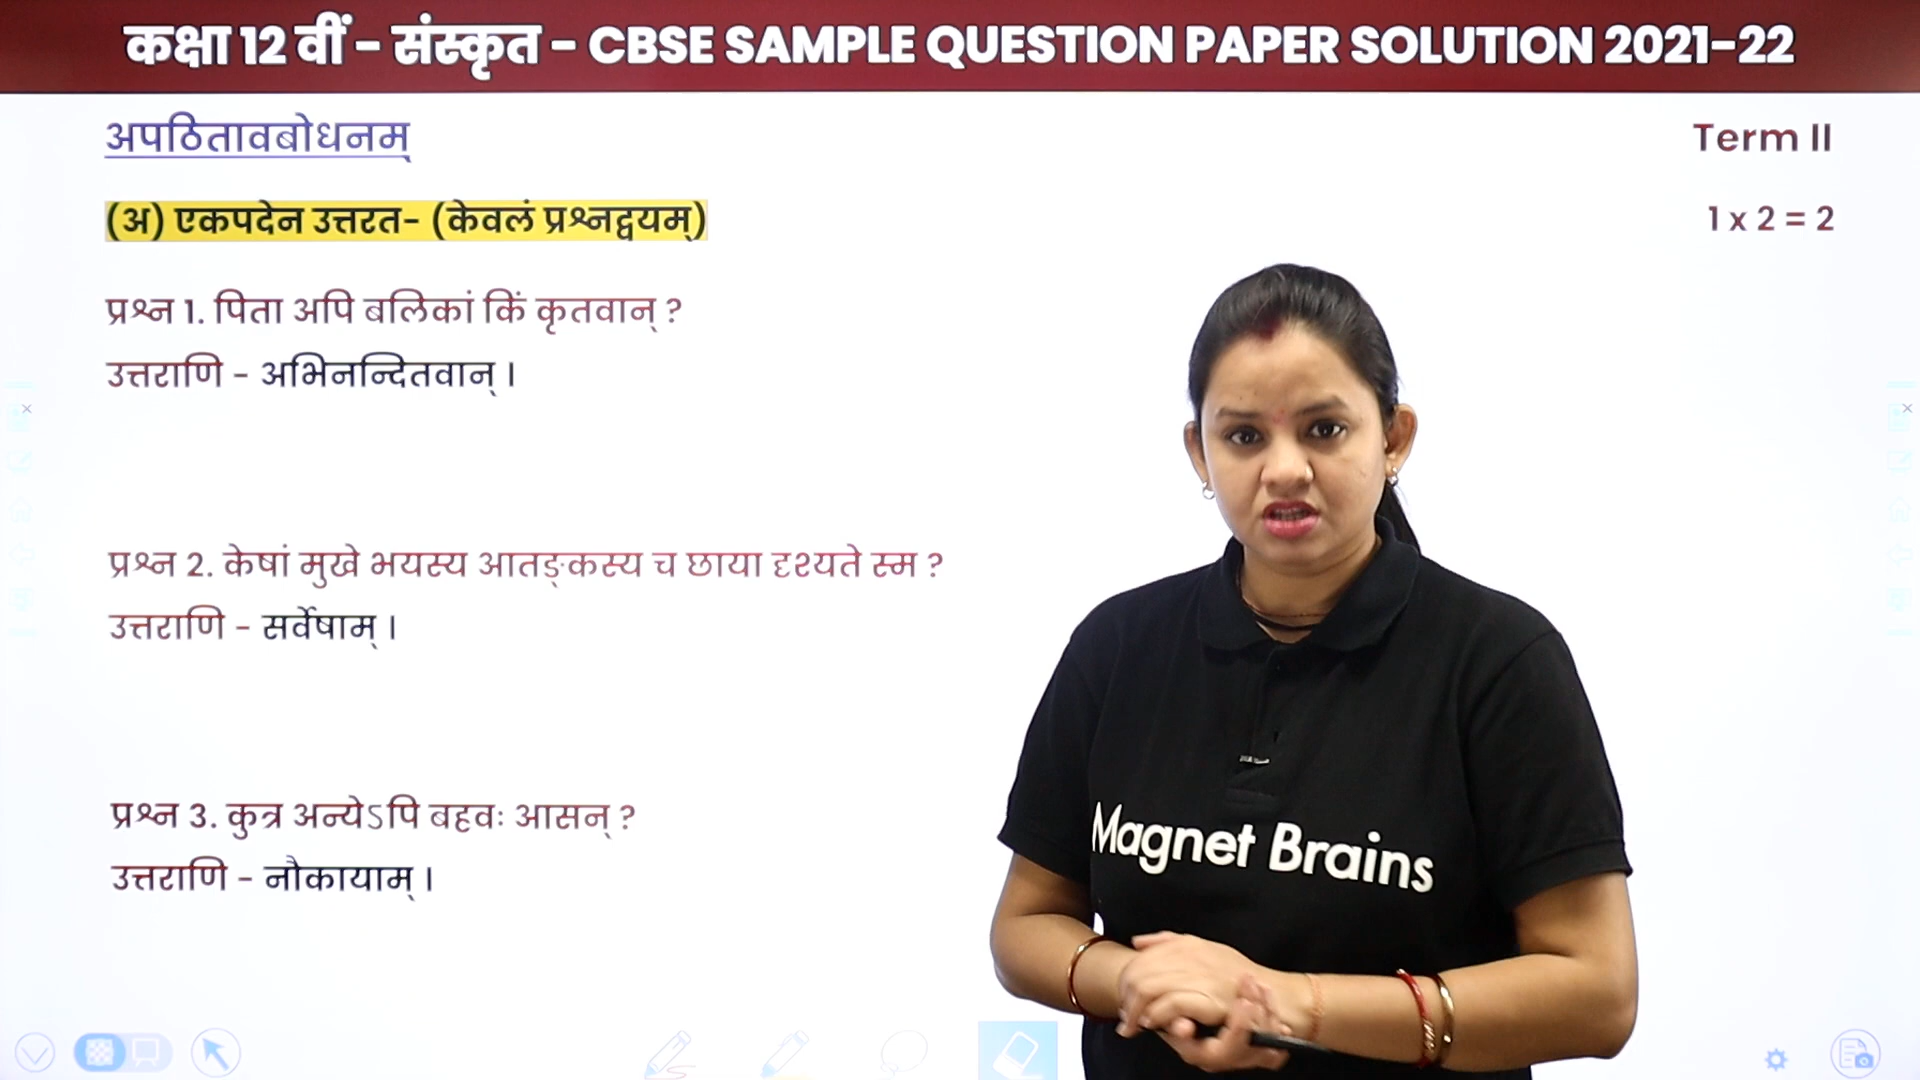 कक्षा 12 वीं - संस्कृत - CBSE SAMPLE QUESTION PAPER SOLUTION 2021-22
अपठितावबोधनम्
Term II
(अ) एकपदेन उत्तरत- (केवलं प्रश्नद्वयम्)
1 x 2 = 2
प्रश्न 1. पिता अपि बलिकां किं कृतवान् ?
उत्तराणि - अभिनन्दितवान् ।
प्रश्न 2. केषां मुखे भयस्य आतङ्कस्य च छाया दृश्यते स्म ?
उत्तराणि - सर्वेषाम् ।
प्रश्न 3. कुत्र अन्येऽपि बहवः आसन् ?
उत्तराणि - नौकायाम् ।
Magnet Brains